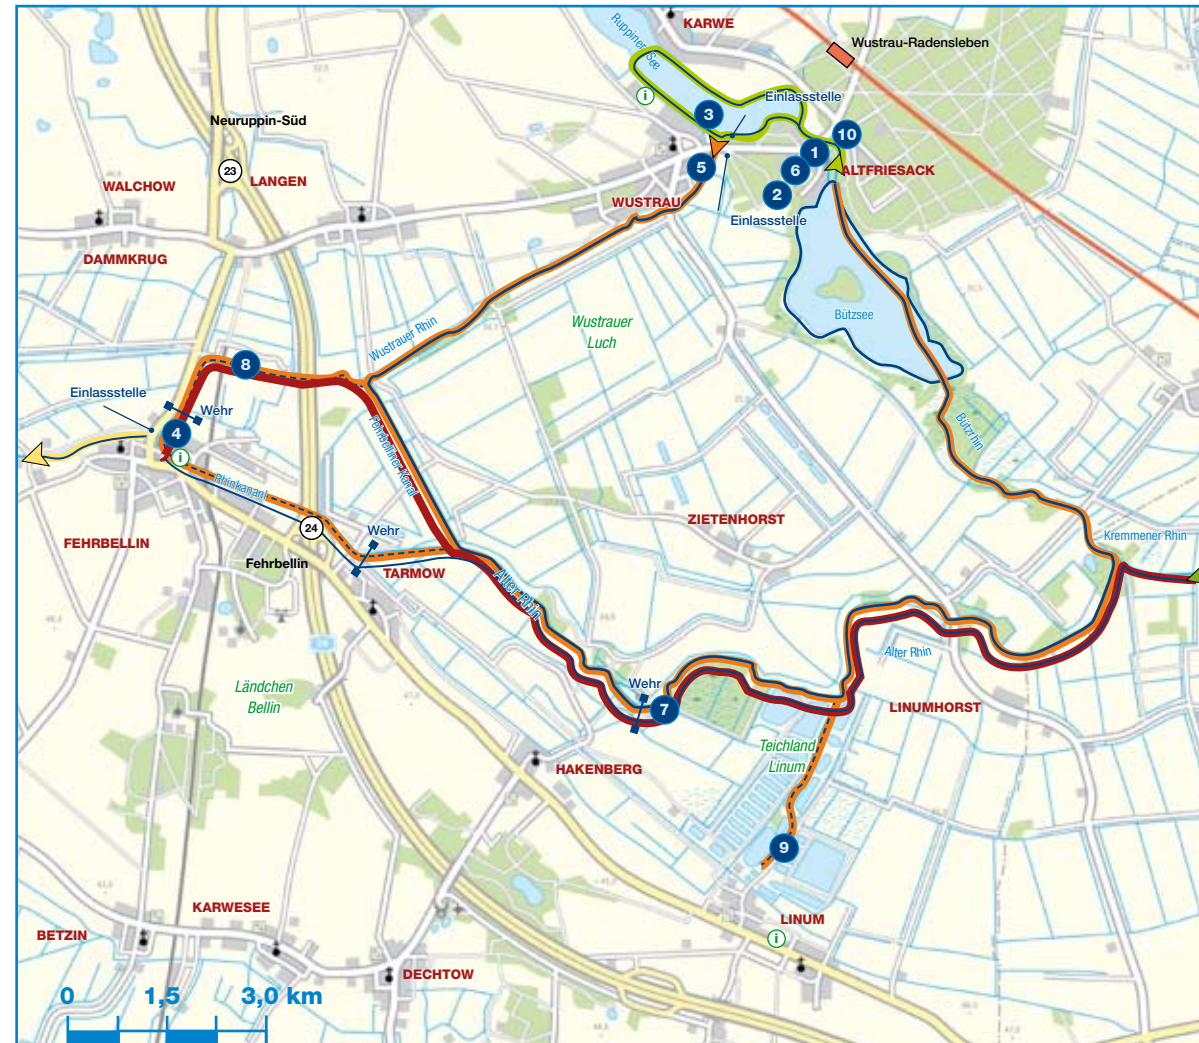 KARWE
Ruppiner See
Wustrau-Radensleben
Einlassstelle
i
3
10
Neuruppin-Süd
1
5
6
23
LANGEN
WALCHOW
ALTFRIESACK
2
WUSTRAU
Einlassstelle
DAMMKRUG
Bützsee
Wustrauer
Luch
Wustrauer Rhin
8
Einlassstelle
Wehr
4
i
Fehrbelliner Kanal
Bützrhin
Rhinkananl
24
Wehr
ZIETENHORST
Kremmener Rhin
FEHRBELLIN
Fehrbellin
TARMOW
Alter Rhin
Alter Rhin
Ländchen
Bellin
Wehr
7
LINUMHORST
Teichland
Linum
HAKENBERG
9
KARWESEE
LINUM
BETZIN
i
DECHTOW
0 1,5 3,0 km